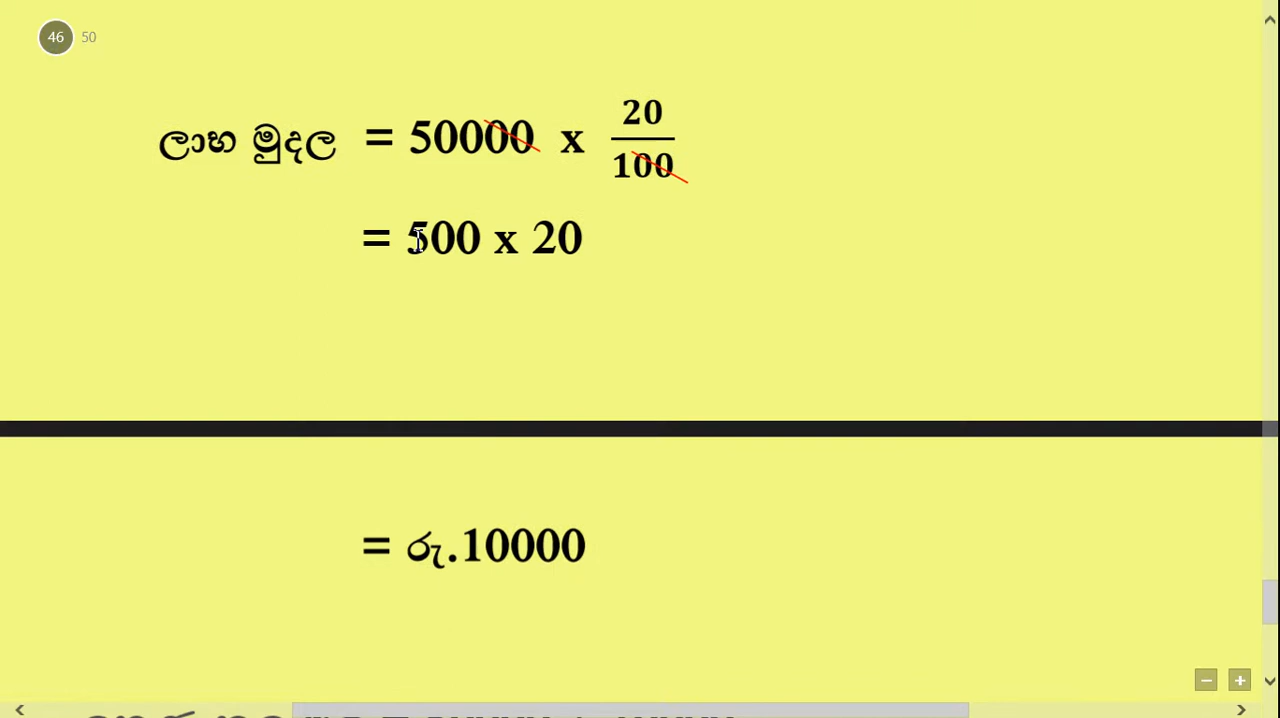 46 50
ලාභ මුදල = 50000 x 20/100
= 500 x 20
= රු.10000